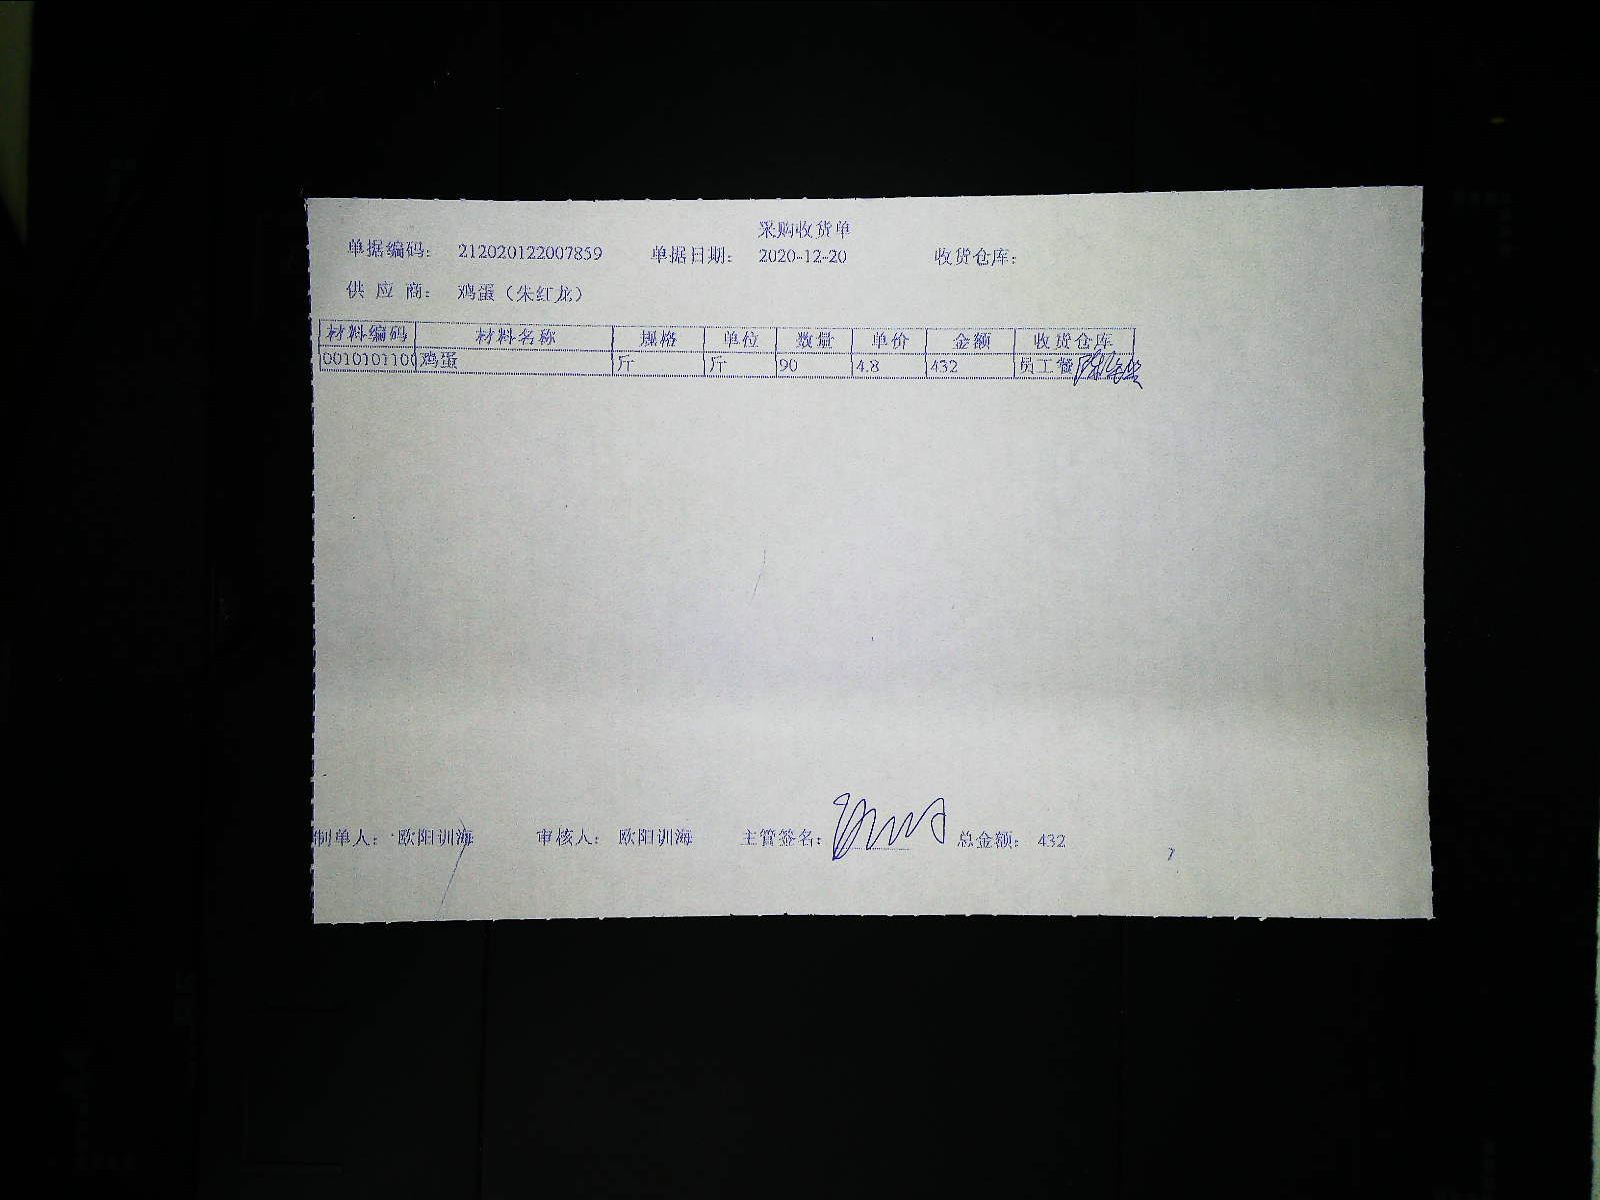 采购收货单
单据编码： 212020122007859 单据日期： 2020-12-20 收货仓库：
供 应 商： 鸡蛋（朱红龙）
材料编码 材料名称 规格 单位 数量 单价 金额 收货仓库
0010101100 鸡蛋 斤 斤 90 4.8 432 员工餐
制单人： 欧阳训海 审核人： 欧阳训海 主管签名： 总金额： 432